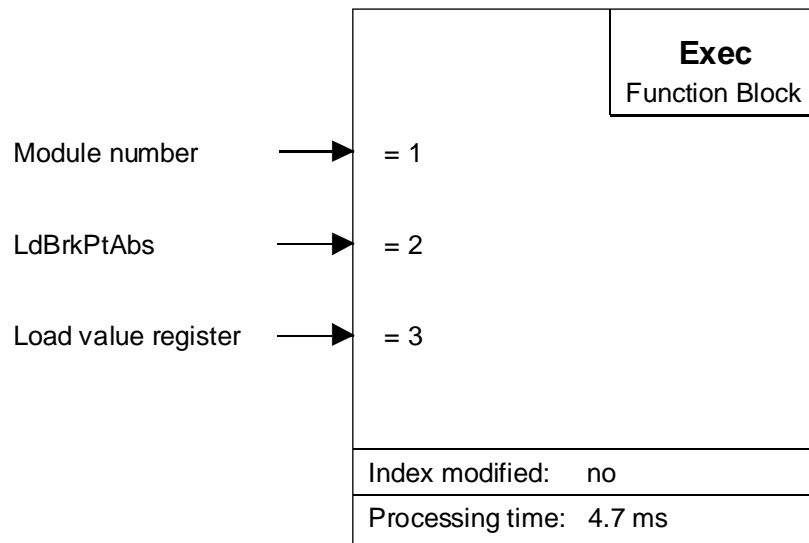 Exec
Function Block
Module number = 1
LdBrkPtAbs = 2
Load value register = 3
Index modified: no
Processing time: 4.7 ms